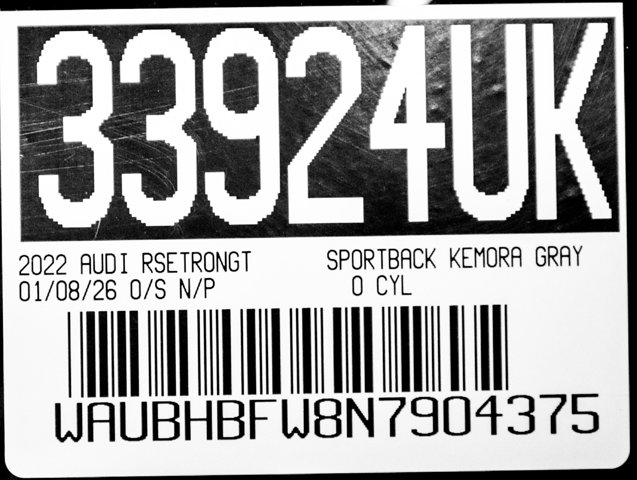 33924UK
2022 AUDI RSETRONGT SPORTBACK KEMORA GRAY
01/08/26 O/S N/P 0 CYL
WAUBHBFW8N7904375